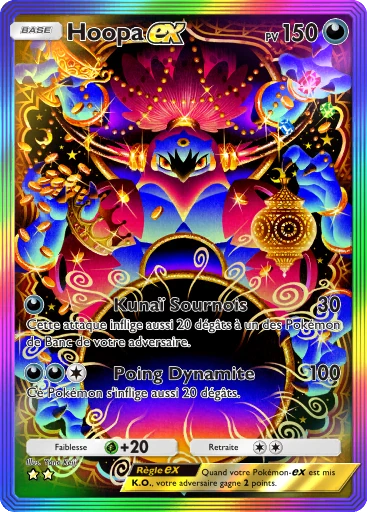 BASE Hoopa ex PV 150
Kunaï Sournois 30
Cette attaque inflige aussi 20 dégâts à un des Pokémon
de Banc de votre adversaire.
Poing Dynamite 100
Ce Pokémon s'inflige aussi 20 dégâts.
Faiblesse +20 Retraite
Illus.
Règle ex Quand votre Pokémon-ex est mis
K.O., votre adversaire gagne 2 points.